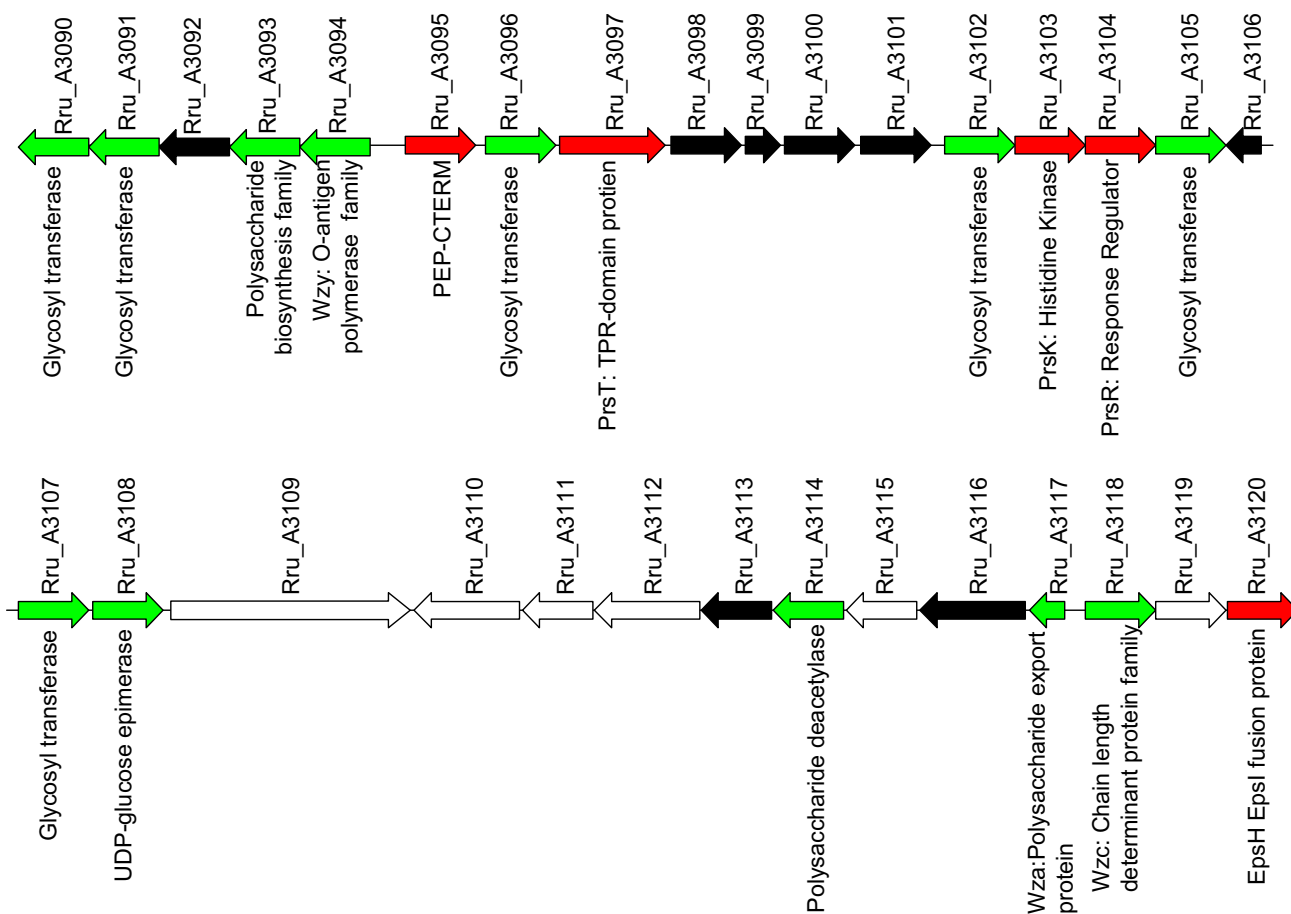 Rru_A3090
Rru_A3091
Rru_A3092
Rru_A3093
Rru_A3094
Rru_A3095
Rru_A3096
Rru_A3097
Rru_A3098
Rru_A3099
Rru_A3100
Rru_A3101
Rru_A3102
Rru_A3103
Rru_A3104
Rru_A3105
Rru_A3106
Glycosyl transferase
Glycosyl transferase
Polysaccharide
biosynthesis family
Wzy: O-antigen
polymerase family
PEP-CTERM
Glycosyl transferase
PrsT: TPR-domain protien
Glycosyl transferase
PrsK: Histidine Kinase
PrsR: Response Regulator
Glycosyl transferase
Rru_A3107
Rru_A3108
Rru_A3109
Rru_A3110
Rru_A3111
Rru_A3112
Rru_A3113
Rru_A3114
Rru_A3115
Rru_A3116
Rru_A3117
Rru_A3118
Rru_A3119
Rru_A3120
Glycosyl transferase
UDP-glucose epimerase
Polysaccharide deacetylase
Wza:Polysaccharide export
protein
Wzc: Chain length
determinant protein family
EpsH EpsI fusion protein